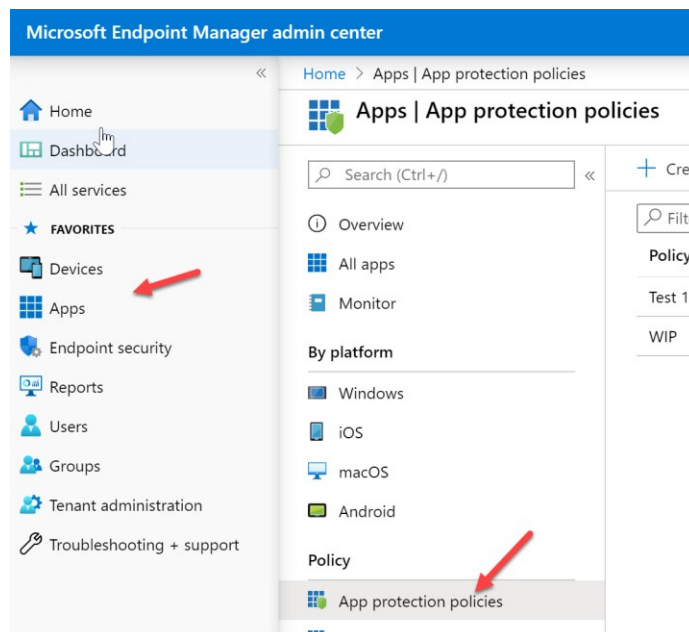 Microsoft Endpoint Manager admin center
Home > Apps | App protection policies
Apps | App protection policies
Home
Dashboard
All services
FAVORITES
Devices
Apps
Endpoint security
Reports
Users
Groups
Tenant administration
Troubleshooting + support
Search (Ctrl+/)
Overview
All apps
Monitor
By platform
Windows
iOS
macOS
Android
Policy
App protection policies
+ Cre
Filt
Policy
Test 1
WIP